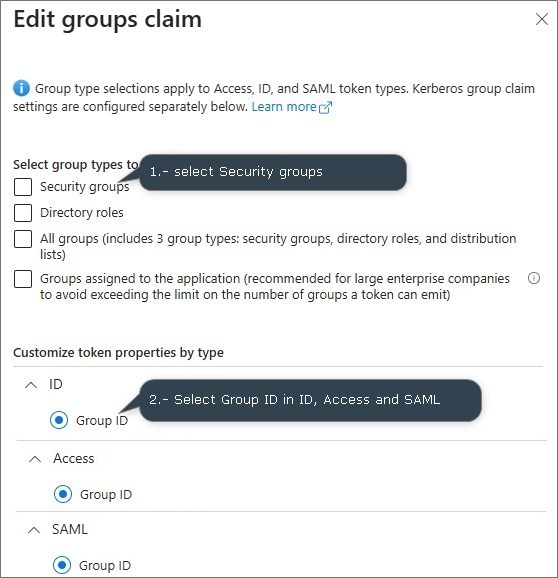 Edit groups claim
Group type selections apply to Access, ID, and SAML token types. Kerberos group claim
settings are configured separately below. Learn more
Select group types to
1.- select Security groups
Security groups
Directory roles
All groups (includes 3 group types: security groups, directory roles, and distribution
lists)
Groups assigned to the application (recommended for large enterprise companies
to avoid exceeding the limit on the number of groups a token can emit)
Customize token properties by type
ID
2.- Select Group ID in ID, Access and SAML
Group ID
Access
Group ID
SAML
Group ID